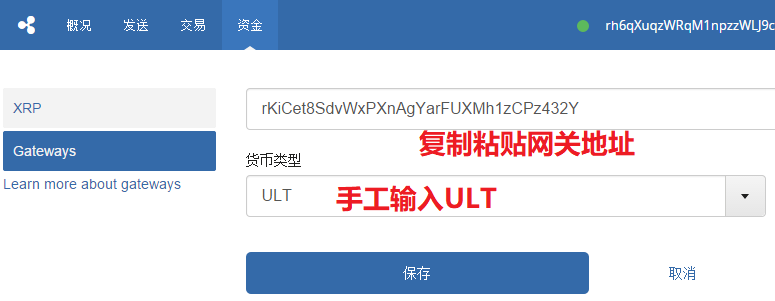 概况 发送 交易 资金 rh6qXuqzWRqM1npzzWLJ9c
XRP
rKiCet8SdvWxPXnAgYarFUXMh1zCPz432Y
复制粘贴网关地址
Gateways
货币类型
Learn more about gateways
ULT 手工输入ULT
保存 取消